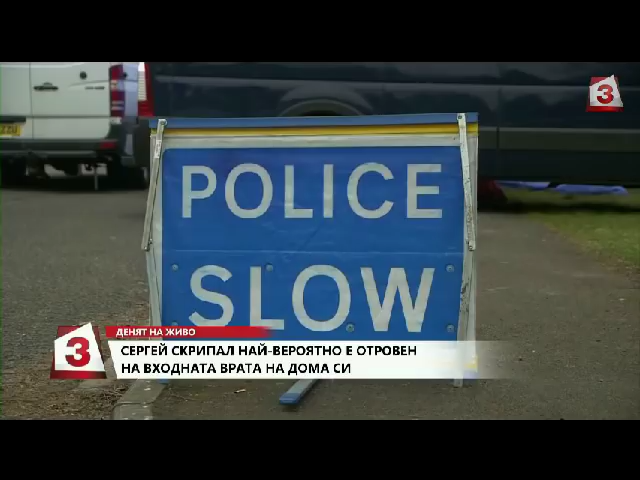 3
POLICE
SLOW
ДЕНЯТ НА ЖИВО
3
СЕРГЕЙ СКРИПАЛ НАЙ-ВЕРОЯТНО Е ОТРОВЕН
НА ВХОДНАТА ВРАТА НА ДОМА СИ